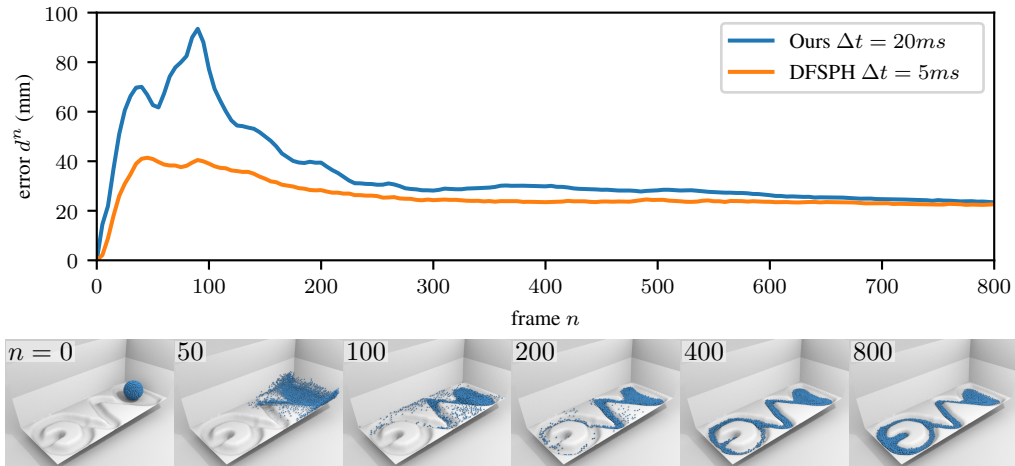 100
80
60
40
20
0
error dⁿ (mm)
Ours Δt = 20ms
DFSPH Δt = 5ms
0 100 200 300 400 500 600 700 800
frame n
n = 0 50 100 200 400 800